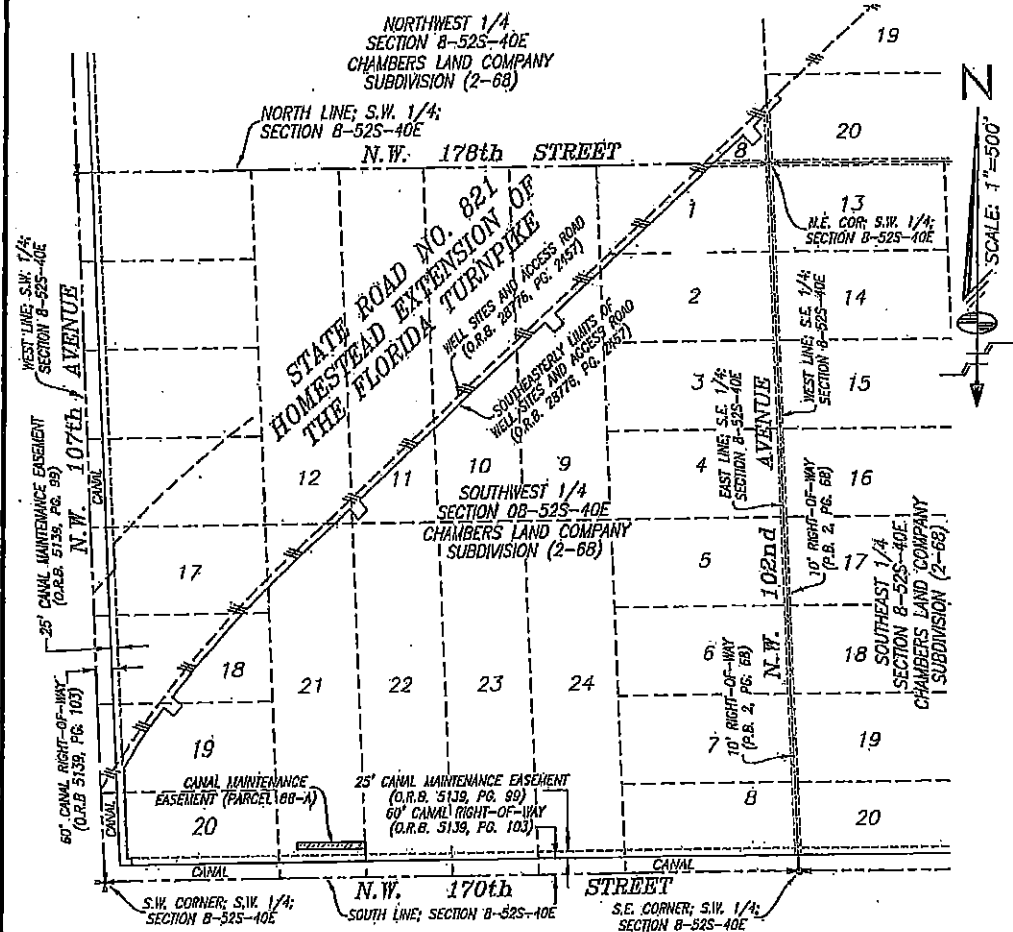 NORTHWEST 1/4
SECTION 8-52S-40E
CHAMBERS LAND COMPANY
SUBDIVISION (2-68)
19
N
NORTH LINE; S.W. 1/4;
SECTION 8-52S-40E
N.W. 178th STREET
8
20
SCALE: 1"=500'
STATE ROAD NO. 821
HOMESTEAD EXTENSION OF
THE FLORIDA TURNPIKE
WELL SITES AND ACCESS ROAD
(O.R.B. 28776, PG. 2457)
SOUTHEASTERLY LIMITS OF
WELL SITES AND ACCESS ROAD
(O.R.B. 28776, PG. 2457)
1
13
N.E. COR; S.W. 1/4;
SECTION 8-52S-40E
WEST LINE; S.W. 1/4;
SECTION 8-52S-40E
N.W. 107th AVENUE
2
14
WEST LINE; S.E. 1/4;
SECTION 8-52S-40E
3
15
EAST LINE; S.E. 1/4;
SECTION 8-52S-40E
N.W. 102nd AVENUE
25' CANAL MAINTENANCE EASEMENT
(O.R.B. 5139, PG. 99)
CANAL
12
11
10
9
4
16
SOUTHWEST 1/4
SECTION 08-52S-40E
CHAMBERS LAND COMPANY
SUBDIVISION (2-68)
10' RIGHT-OF-WAY
(P.B. 2, PG. 68)
17
5
17
SOUTHEAST 1/4
SECTION 8-52S-40E
CHAMBERS LAND COMPANY
SUBDIVISION (2-68)
18
21
22
23
24
6
18
10' RIGHT-OF-WAY
(P.B. 2, PG. 68)
60' CANAL RIGHT-OF-WAY
(O.R.B 5139, PG. 103)
CANAL
19
7
19
CANAL MAINTENANCE
EASEMENT (PARCEL 88-A)
25' CANAL MAINTENANCE EASEMENT
(O.R.B. 5139, PG. 99)
60' CANAL RIGHT-OF-WAY
(O.R.B. 5139, PG. 103)
20
8
20
CANAL
CANAL
N.W. 170th STREET
S.W. CORNER; S.W. 1/4;
SECTION 8-52S-40E
SOUTH LINE; SECTION 8-52S-40E
S.E. CORNER; S.W. 1/4;
SECTION 8-52S-40E